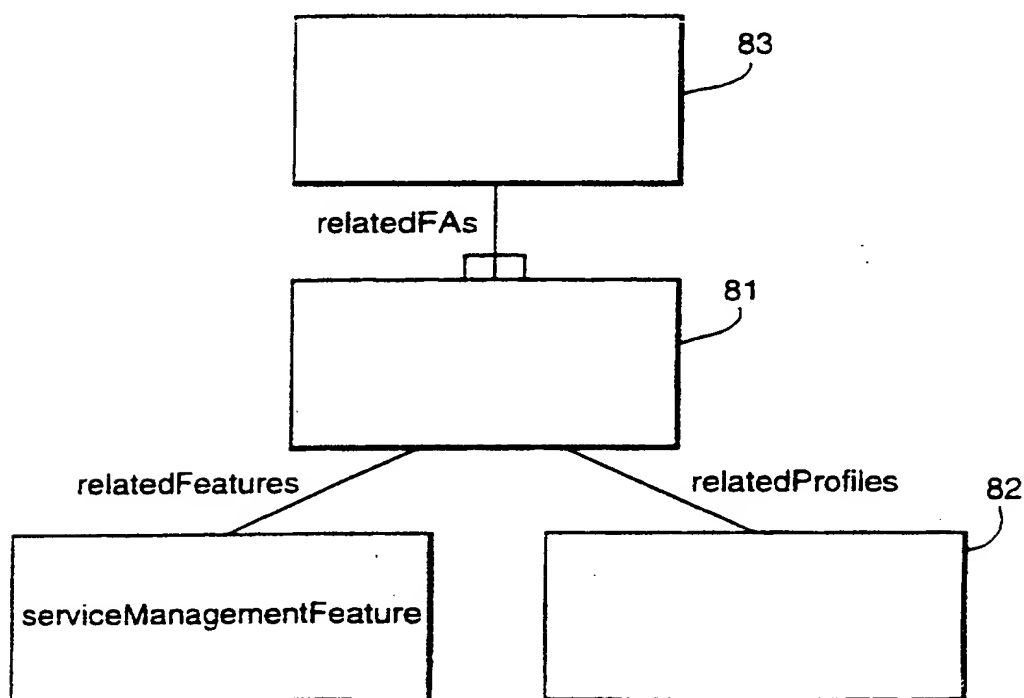 83
relatedFAs
81
relatedFeatures
relatedProfiles
82
serviceManagementFeature